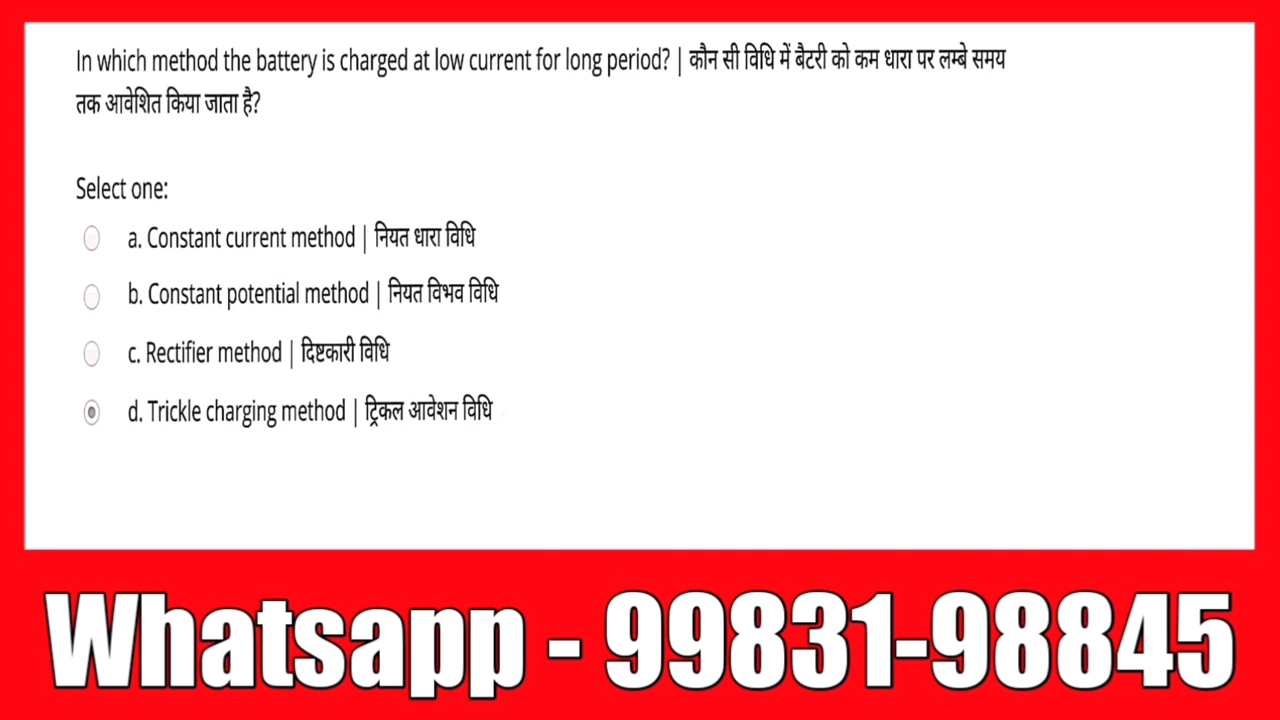 In which method the battery is charged at low current for long period? | कौन सी विधि में बैटरी को कम धारा पर लम्बे समय
तक आवेशित किया जाता है?
Select one:
a. Constant current method | नियत धारा विधि
b. Constant potential method | नियत विभव विधि
c. Rectifier method | दिष्टकारी विधि
d. Trickle charging method | ट्रिकल आवेशन विधि
Whatsapp - 99831-98845